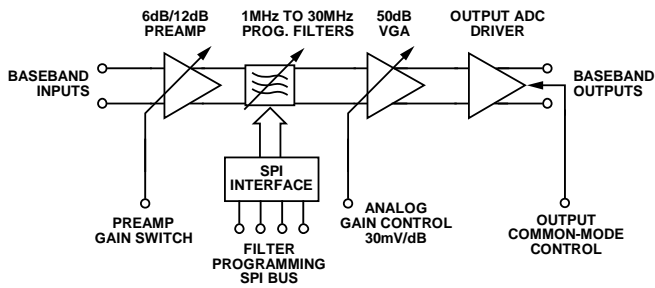 6dB/12dB
PREAMP
1MHz TO 30MHz
PROG. FILTERS
50dB
VGA
OUTPUT ADC
DRIVER
BASEBAND
INPUTS
BASEBAND
OUTPUTS
SPI
INTERFACE
PREAMP
GAIN SWITCH
FILTER
PROGRAMMING
SPI BUS
ANALOG
GAIN CONTROL
30mV/dB
OUTPUT
COMMON-MODE
CONTROL